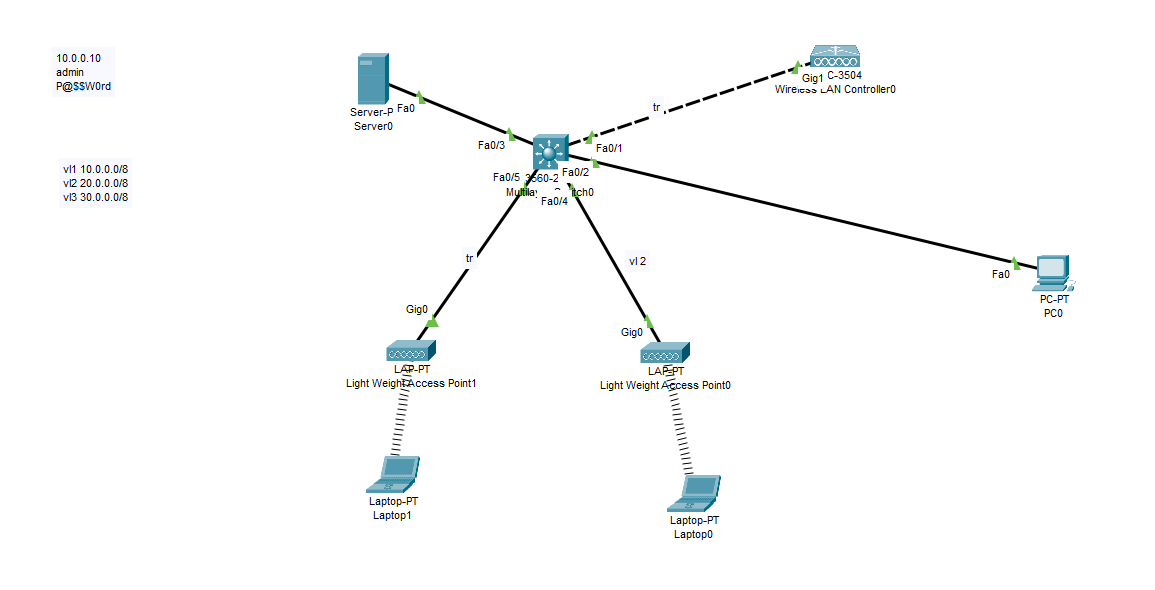 10.0.0.10
admin
P@$$W0rd
vl1 10.0.0.0/8
vl2 20.0.0.0/8
vl3 30.0.0.0/8
Fa0
Server-P
Server0
Gig1
C-3504
Wireless LAN Controller0
tr
Fa0/3
Fa0/1
Fa0/2
Fa0/5
3560-2
Fa0/4
tr
vl 2
Fa0
PC-PT
PC0
Gig0
LAP-PT
Light Weight Access Point1
Gig0
LAP-PT
Light Weight Access Point0
Laptop-PT
Laptop1
Laptop-PT
Laptop0